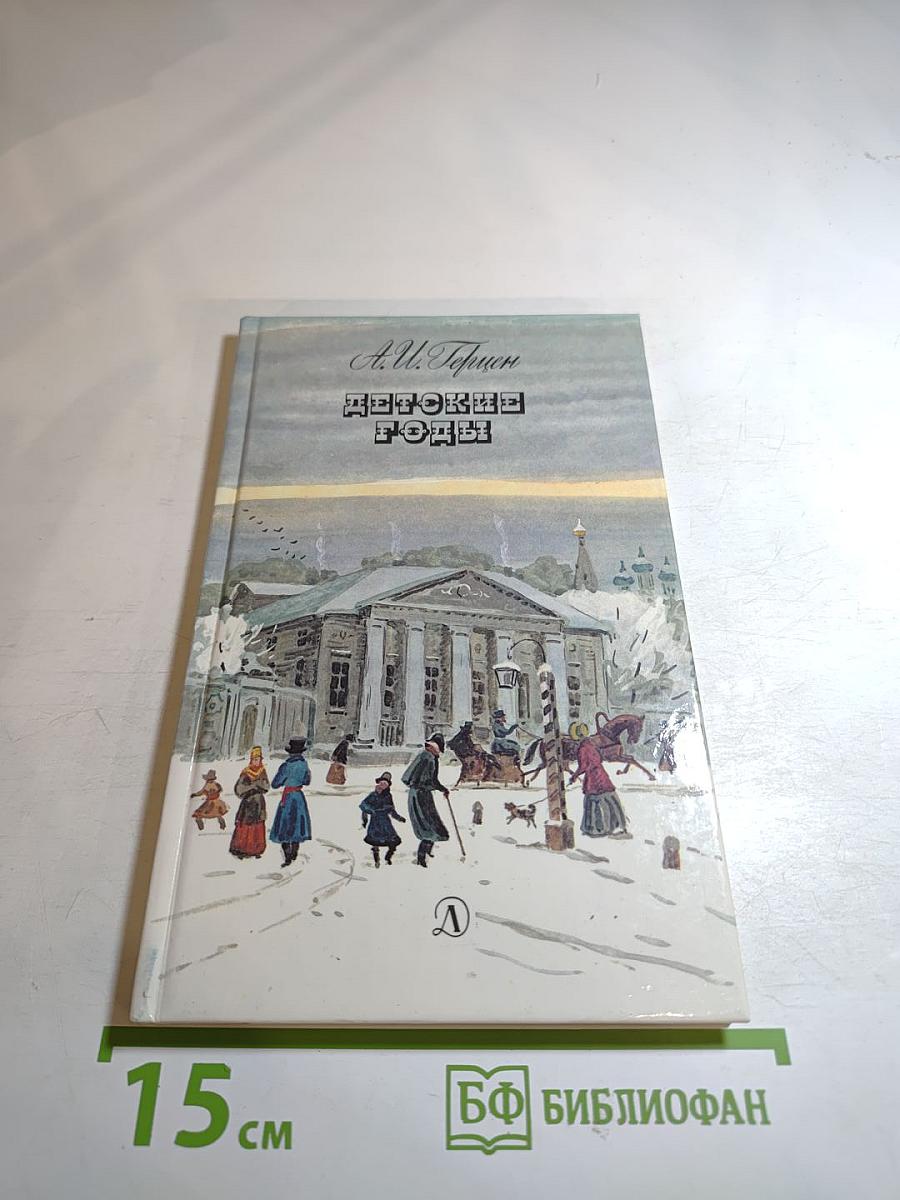 А.И. Герцен
ДЕТСКИЕ
ГОДЫ
Д
15 см
БФ БИБЛИОФАН